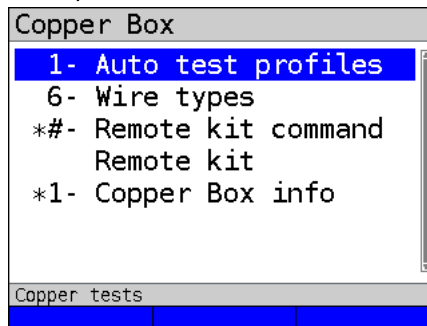 Copper Box
1- Auto test profiles
6- Wire types
*#- Remote kit command
Remote kit
*1- Copper Box info
Copper tests